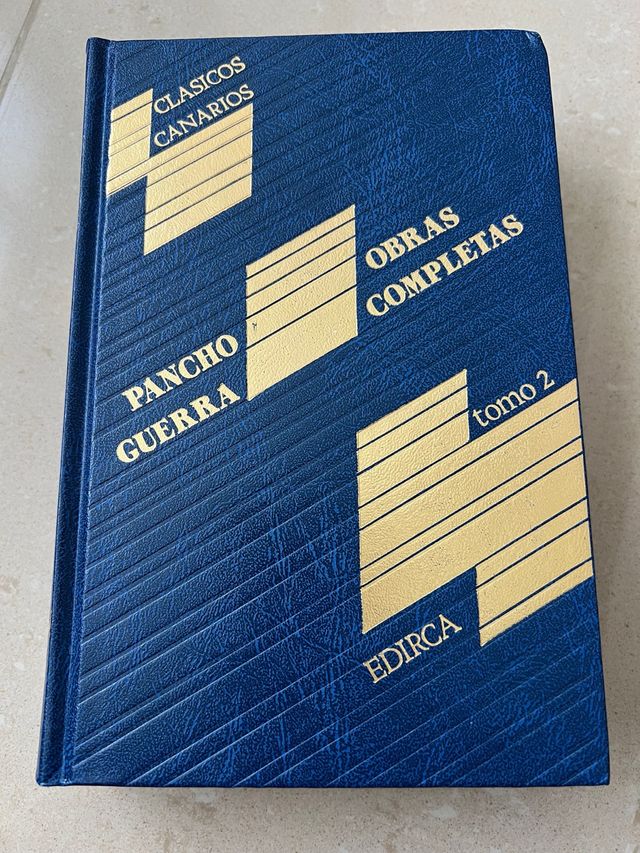 CLASICOS
CANARIOS
OBRAS
COMPLETAS
PANCHO
GUERRA
tomo 2
EDIRCA